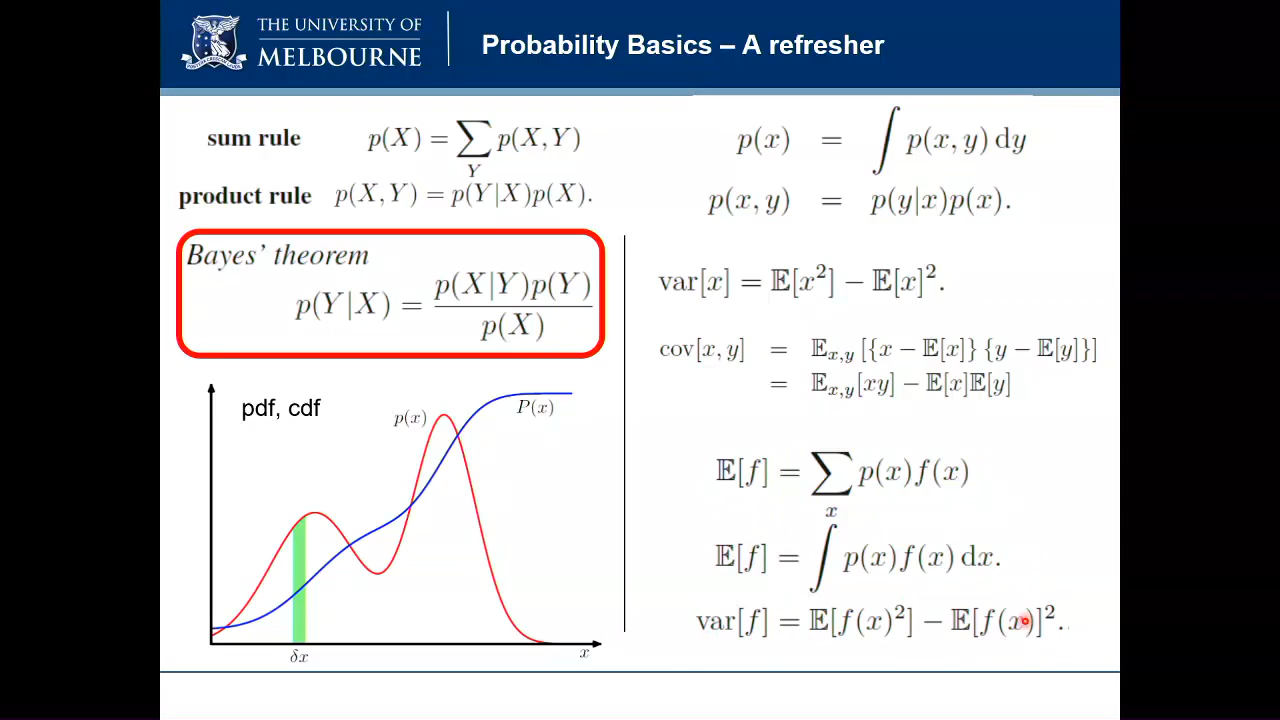 THE UNIVERSITY OF
MELBOURNE
Probability Basics – A refresher
sum rule p(X) = ∑_Y p(X, Y)
product rule p(X, Y) = p(Y|X)p(X).
p(x) = ∫ p(x, y) dy
p(x, y) = p(y|x)p(x).
Bayes’ theorem
p(Y|X) = p(X|Y)p(Y) / p(X)
var[x] = 𝔼[x²] − 𝔼[x]².
cov[x, y] = 𝔼_{x,y} [{x − 𝔼[x]} {y − 𝔼[y]}]
= 𝔼_{x,y}[xy] − 𝔼[x]𝔼[y]
pdf, cdf
p(x)
P(x)
δx
x
𝔼[f] = ∑_x p(x)f(x)
𝔼[f] = ∫ p(x)f(x) dx.
var[f] = 𝔼[f(x)²] − 𝔼[f(x)]².